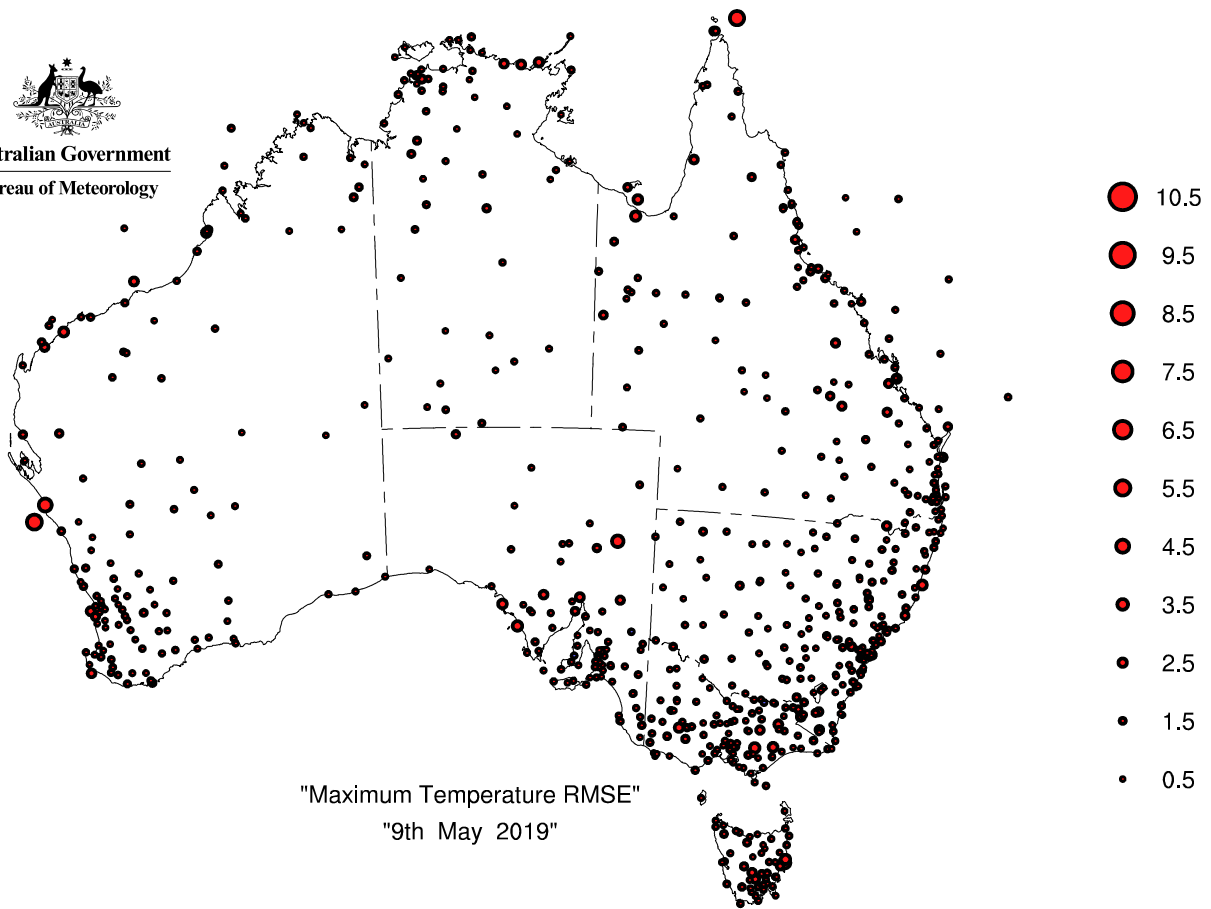 AUSTRALIA
tralian Government
reau of Meteorology
10.5
9.5
8.5
7.5
6.5
5.5
4.5
3.5
2.5
1.5
0.5
"Maximum Temperature RMSE"
"9th May 2019"